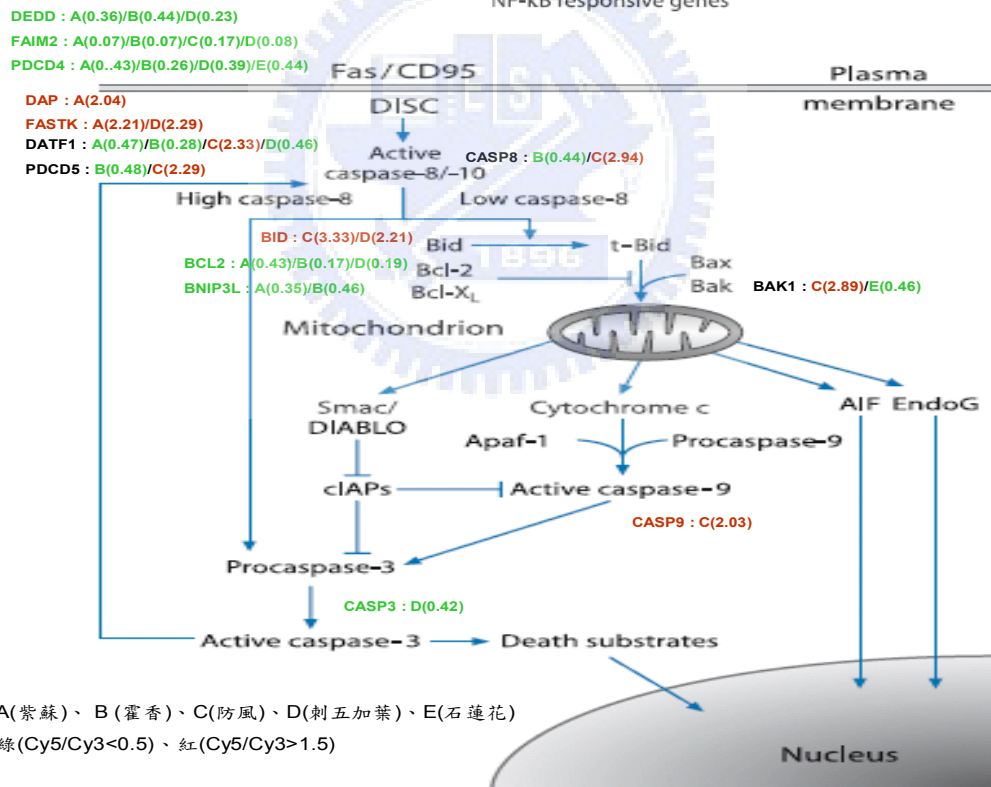 NF-κB responsive genes
DEDD : A(0.36)/B(0.44)/D(0.23)
FAIM2 : A(0.07)/B(0.07)/C(0.17)/D(0.08)
PDCD4 : A(0..43)/B(0.26)/D(0.39)/E(0.44)
Fas/CD95
Plasma
membrane
DAP : A(2.04)
DISC
FASTK : A(2.21)/D(2.29)
DATF1 : A(0.47)/B(0.28)/C(2.33)/D(0.46)
PDCD5 : B(0.48)/C(2.29)
Active
caspase-8/-10
CASP8 : B(0.44)/C(2.94)
High caspase-8
Low caspase-8
BID : C(3.33)/D(2.21)
Bid
t-Bid
BCL2 : A(0.43)/B(0.17)/D(0.19)
Bcl-2
Bax
BNIP3L : A(0.35)/B(0.46)
Bcl-XL
Bak
BAK1 : C(2.89)/E(0.46)
1896
Mitochondrion
Smac/
DIABLO
Cytochrome c
AIF EndoG
Apaf-1
Procaspase-9
cIAPs
Active caspase-9
CASP9 : C(2.03)
Procaspase-3
CASP3 : D(0.42)
Active caspase-3
Death substrates
A(紫蘇)、 B (霍香)、C(防風)、D(刺五加葉)、E(石蓮花)
綠(Cy5/Cy3<0.5) 、紅(Cy5/Cy3>1.5)
Nucleus